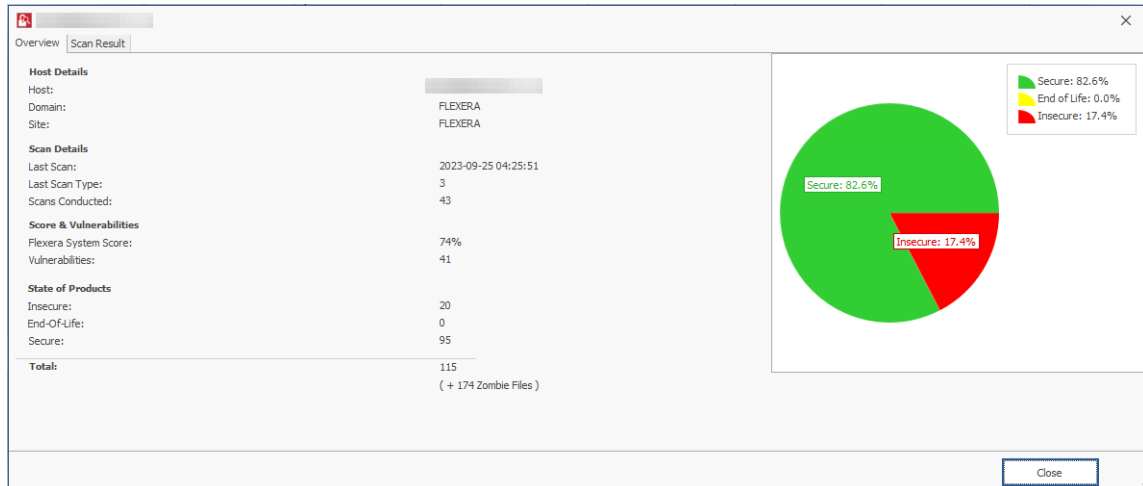 Overview Scan Result
Host Details
Host:
Domain: FLEXERA
Site: FLEXERA
Scan Details
Last Scan: 2023-09-25 04:25:51
Last Scan Type: 3
Scans Conducted: 43
Score & Vulnerabilities
Flexera System Score: 74%
Vulnerabilities: 41
State of Products
Insecure: 20
End-Of-Life: 0
Secure: 95
Total: 115
( + 174 Zombie Files )
Secure: 82.6%
End of Life: 0.0%
Insecure: 17.4%
Secure: 82.6%
Insecure: 17.4%
Close